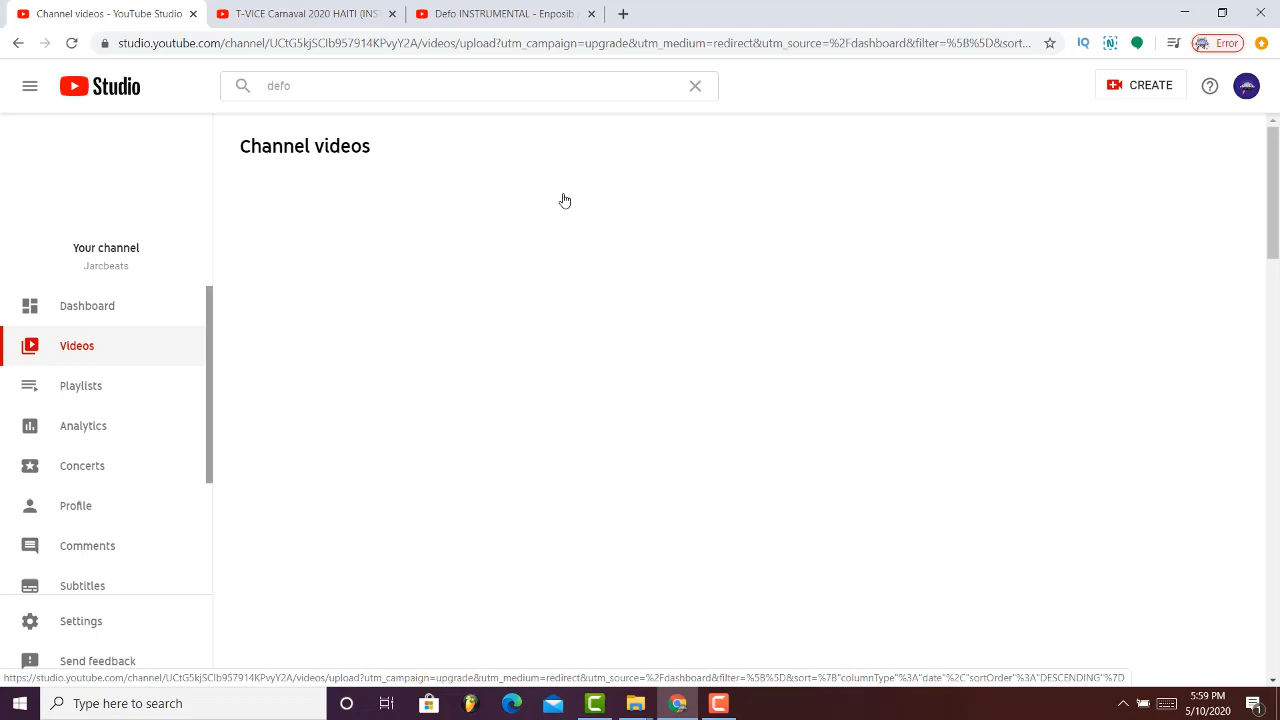 Channel videos - YouTube Studio
T-VICE Carnaval 2020 HAITI (INS
Defo INSTRUMENTAL - Enposib
studio.youtube.com/channel/UCtG5kjSClb957914KPvyY2A/videos/upload?utm_campaign=upgrade&utm_medium=redirect&utm_source=%2Fdashboard&filter=%5B%5D&sort...
IQ
N
Error
Studio
defo
CREATE
Channel videos
Your channel
Jarcbeats
Dashboard
Videos
Playlists
Analytics
Concerts
Profile
Comments
Subtitles
Settings
Send feedback
https://studio.youtube.com/channel/UCtG5kjSClb957914KPvyY2A/videos/upload?utm_campaign=upgrade&utm_medium=redirect&utm_source=%2Fdashboard&filter=%5B%5D&sort=%7B"columnType"%3A"date"%2C"sortOrder"%3A"DESCENDING"%7D
Type here to search
5:59 PM
5/10/2020
1